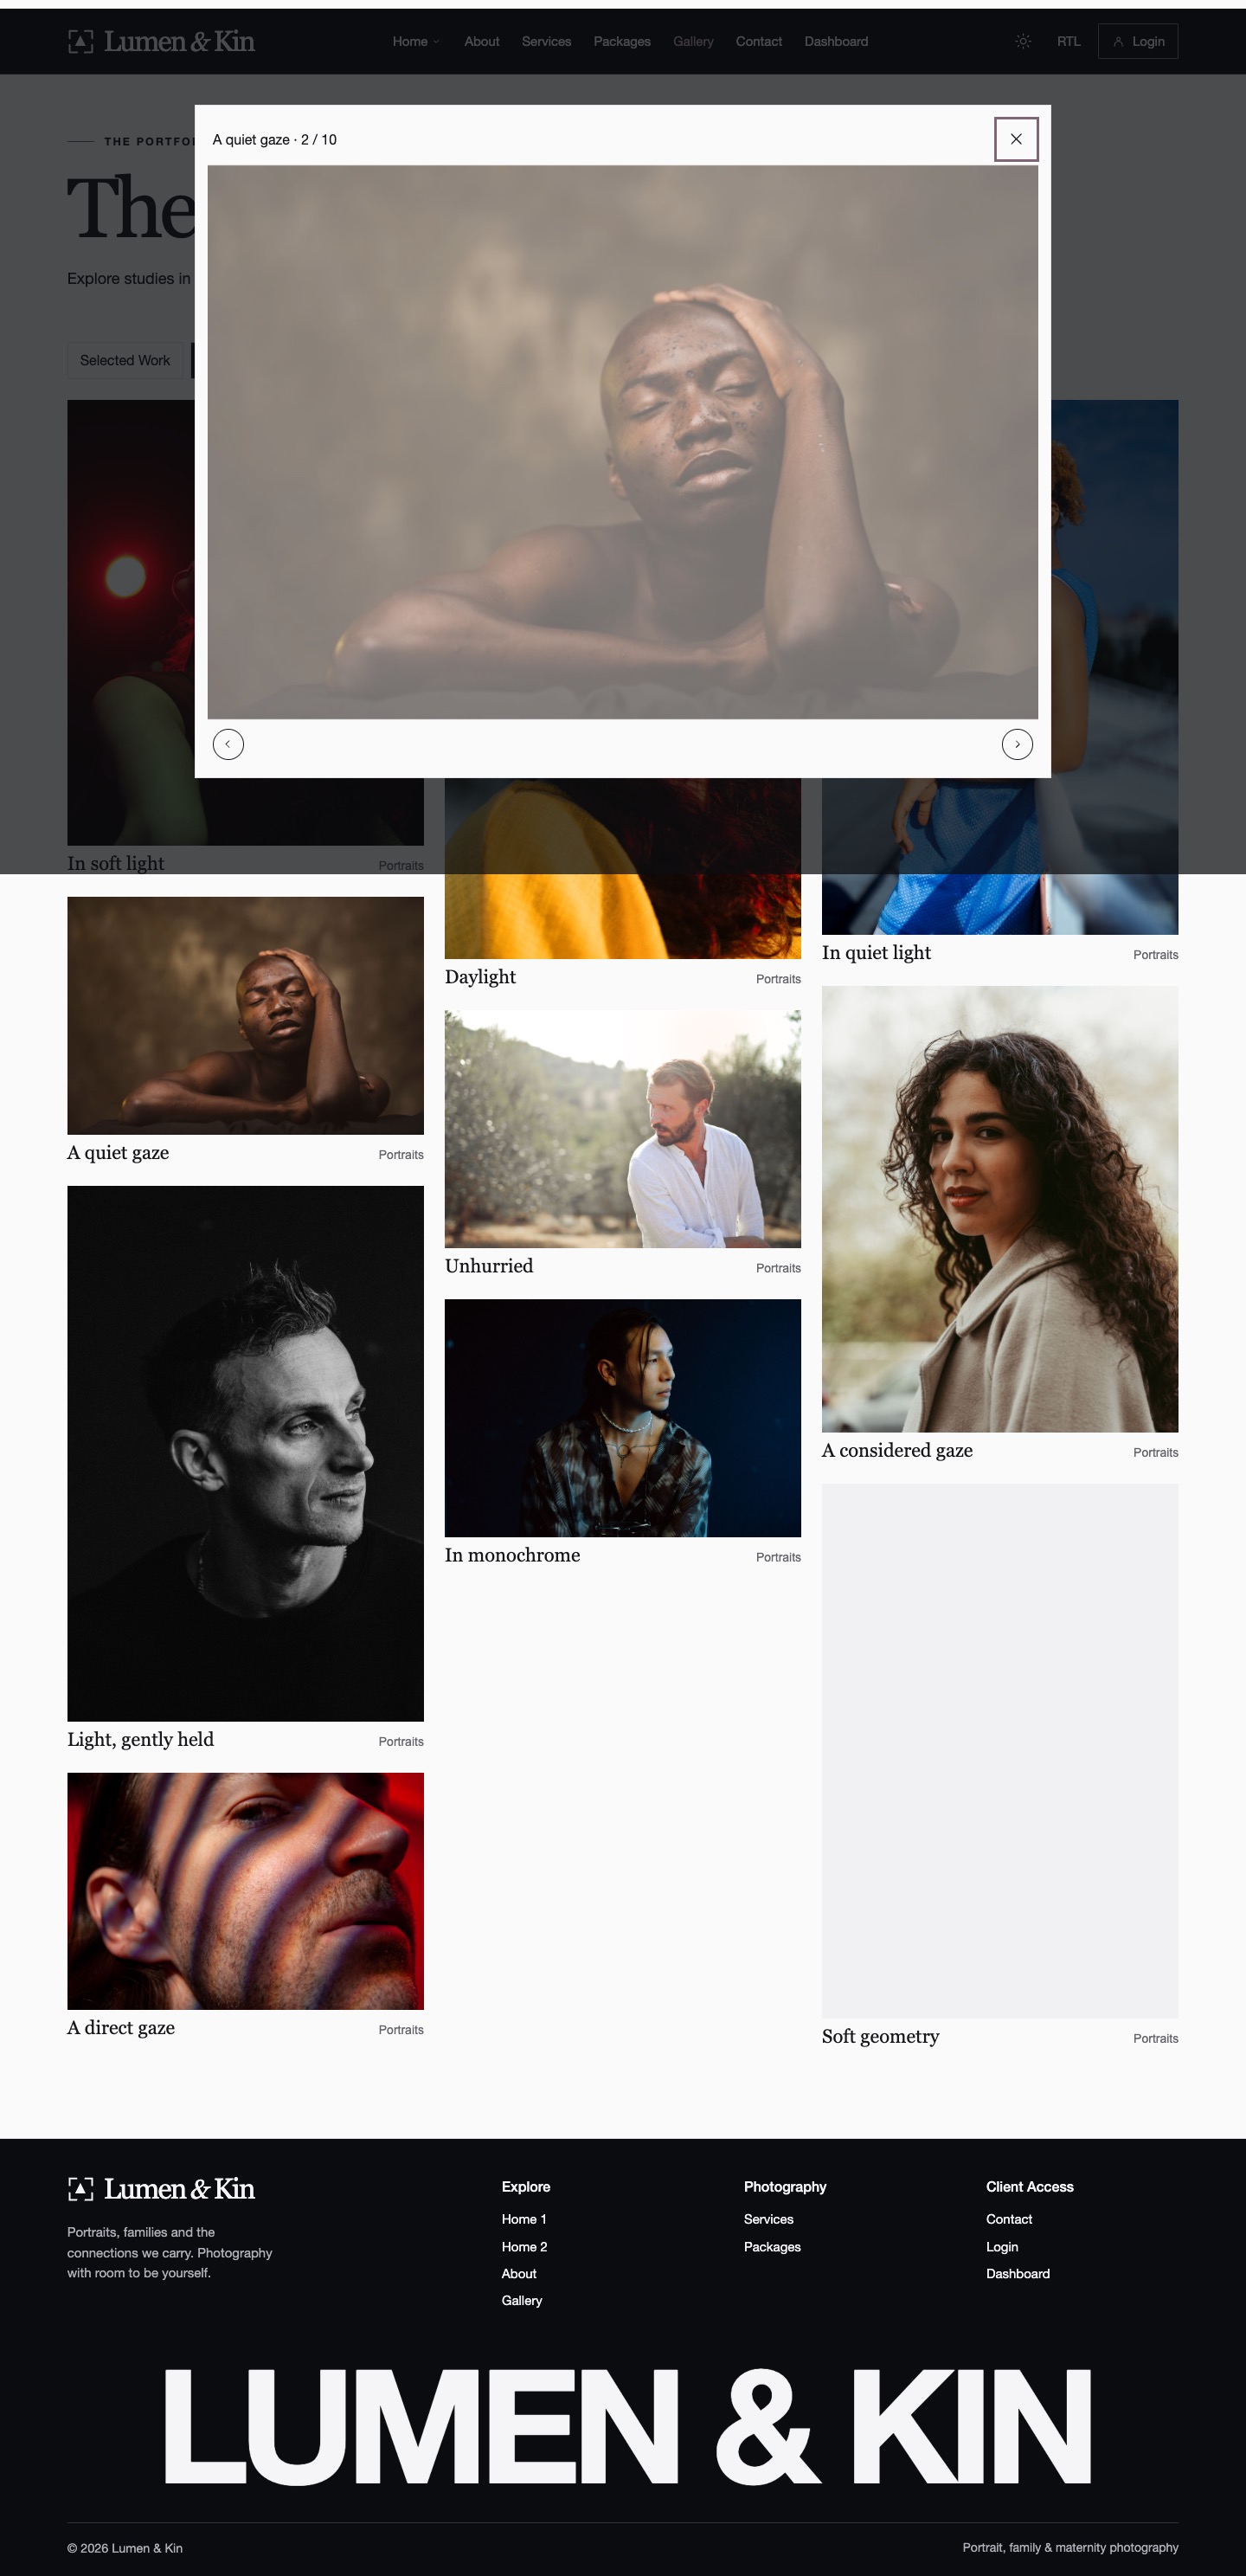 Lumen & Kin
Home
About
Services
Packages
Gallery
Contact
Dashboard
RTL
Login
THE PORTFOL
The
Explore studies in
Selected Work
A quiet gaze · 2 / 10
In soft light
Portraits
A quiet gaze
Portraits
Light, gently held
Portraits
A direct gaze
Portraits
Daylight
Portraits
Unhurried
Portraits
In monochrome
Portraits
In quiet light
Portraits
A considered gaze
Portraits
Soft geometry
Portraits
Lumen & Kin
Portraits, families and the
connections we carry. Photography
with room to be yourself.
Explore
Home 1
Home 2
About
Gallery
Photography
Services
Packages
Client Access
Contact
Login
Dashboard
LUMEN & KIN
© 2026 Lumen & Kin
Portrait, family & maternity photography